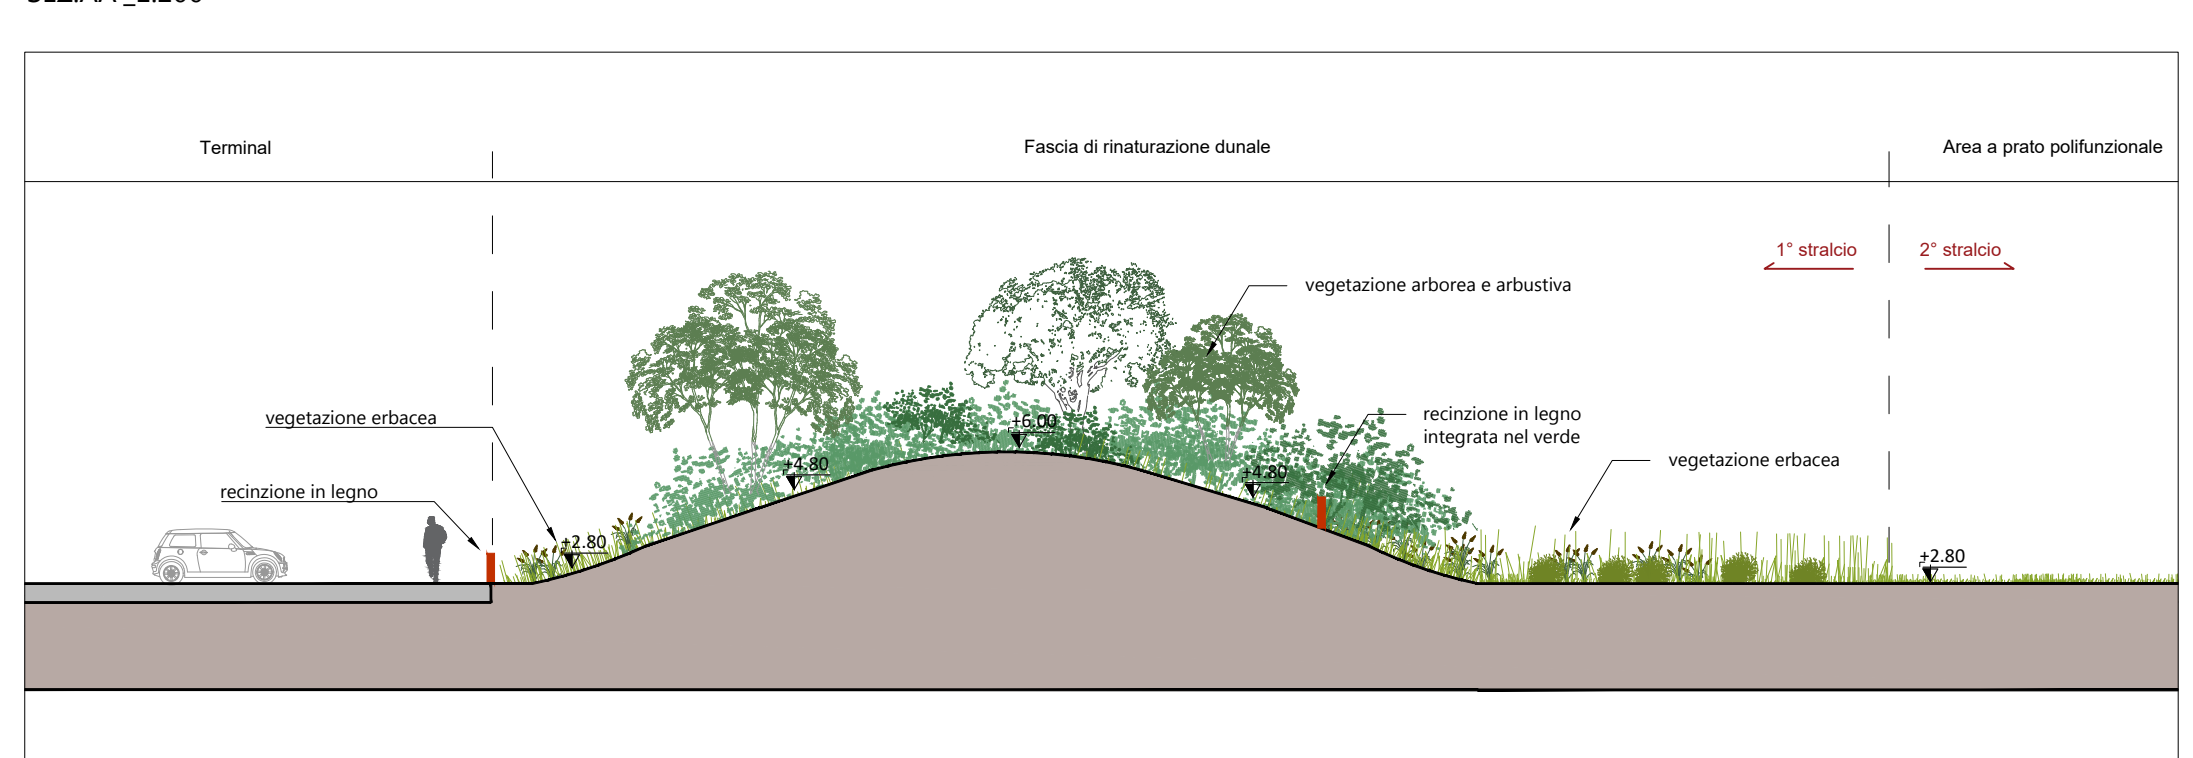 Terminal
Fascia di rinaturazione dunale
Area a prato polifunzionale
1° stralcio
2° stralcio
vegetazione arborea e arbustiva
vegetazione erbacea
recinzione in legno
integrata nel verde
+6.00
vegetazione erbacea
+4.80
+4.80
recinzione in legno
+2.80
+2.80